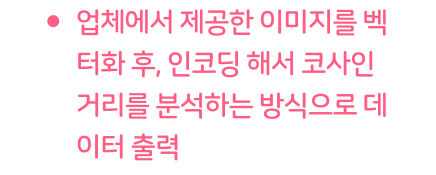 • 업체에서 제공한 이미지를 벡
터화 후, 인코딩 해서 코사인
거리를 분석하는 방식으로 데
이터 출력